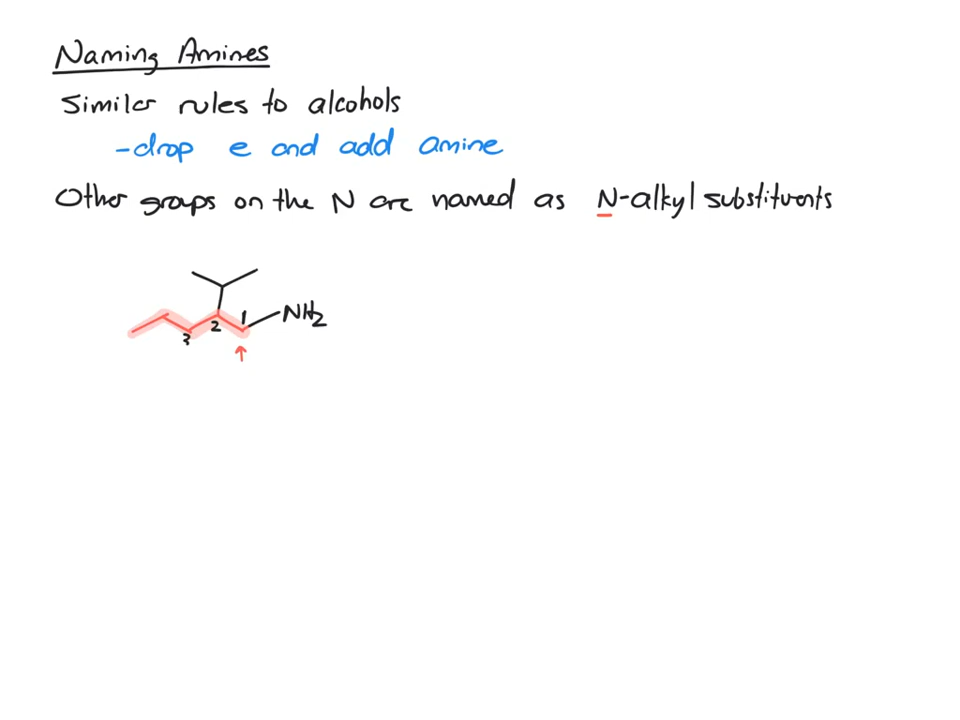 Naming Amines
Similar rules to alcohols
-drop e and add amine
Other groups on the N are named as N-alkyl substituents
NH2
1
2
3